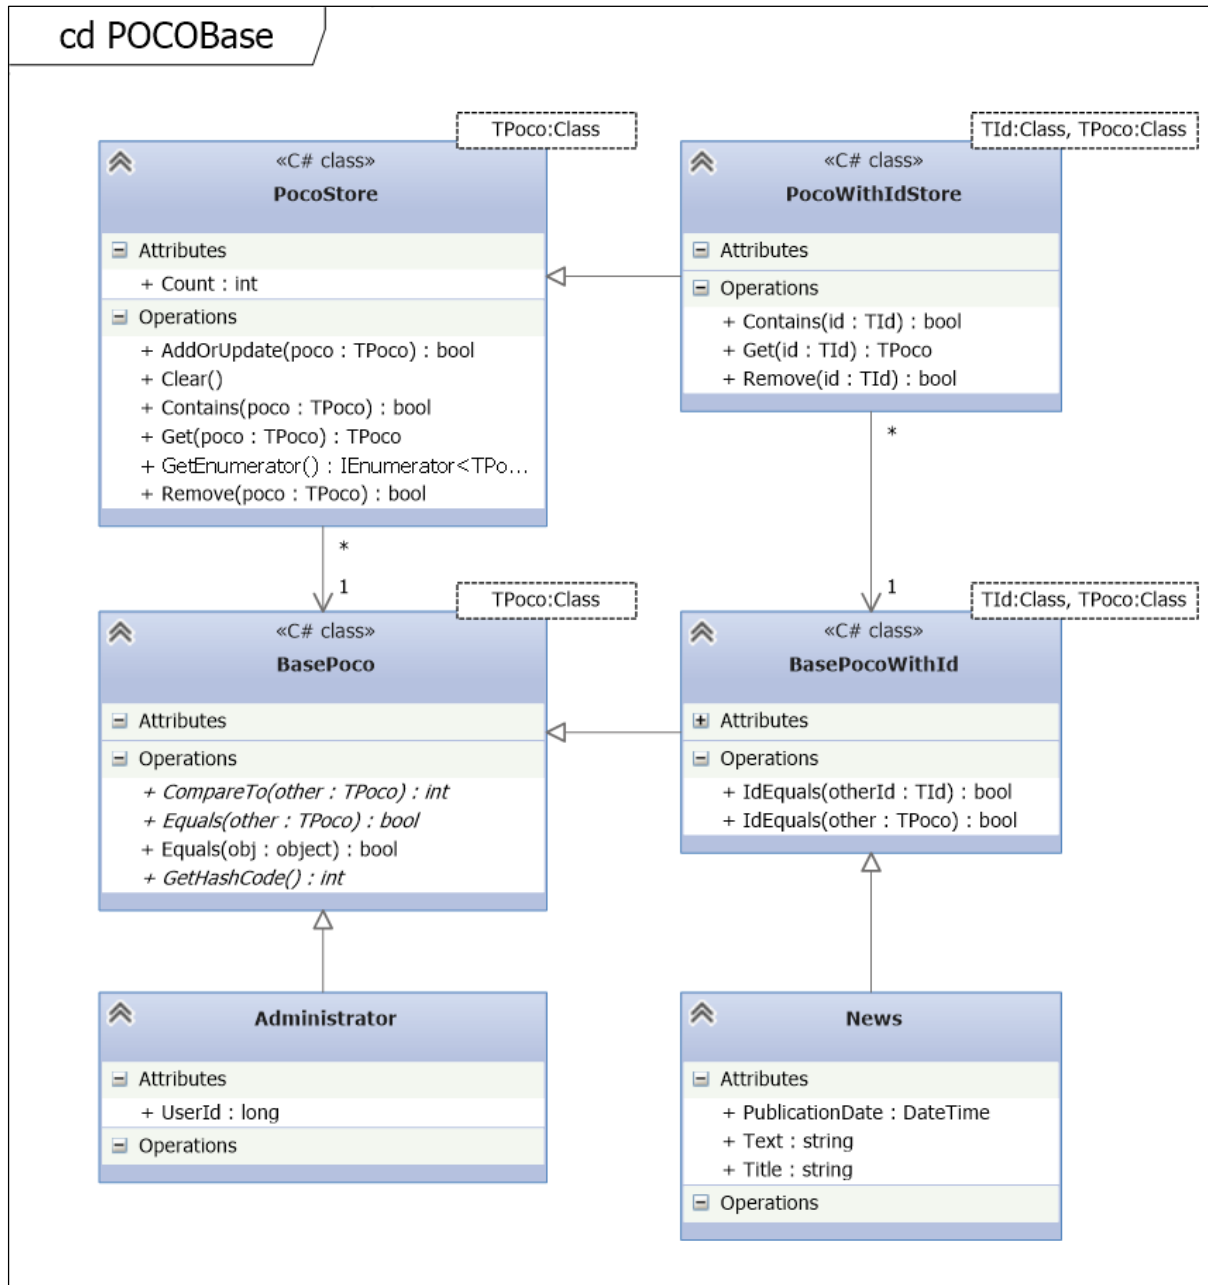 cd POCOBase
TPoco:Class
«C# class»
PocoStore
Attributes
+ Count : int
Operations
+ AddOrUpdate(poco : TPoco) : bool
+ Clear()
+ Contains(poco : TPoco) : bool
+ Get(poco : TPoco) : TPoco
+ GetEnumerator() : IEnumerator<TPo...
+ Remove(poco : TPoco) : bool
TId:Class, TPoco:Class
«C# class»
PocoWithIdStore
Attributes
Operations
+ Contains(id : TId) : bool
+ Get(id : TId) : TPoco
+ Remove(id : TId) : bool
*
1
*
1
TPoco:Class
«C# class»
BasePoco
Attributes
Operations
+ CompareTo(other : TPoco) : int
+ Equals(other : TPoco) : bool
+ Equals(obj : object) : bool
+ GetHashCode() : int
TId:Class, TPoco:Class
«C# class»
BasePocoWithId
Attributes
Operations
+ IdEquals(otherId : TId) : bool
+ IdEquals(other : TPoco) : bool
Administrator
Attributes
+ UserId : long
Operations
News
Attributes
+ PublicationDate : DateTime
+ Text : string
+ Title : string
Operations